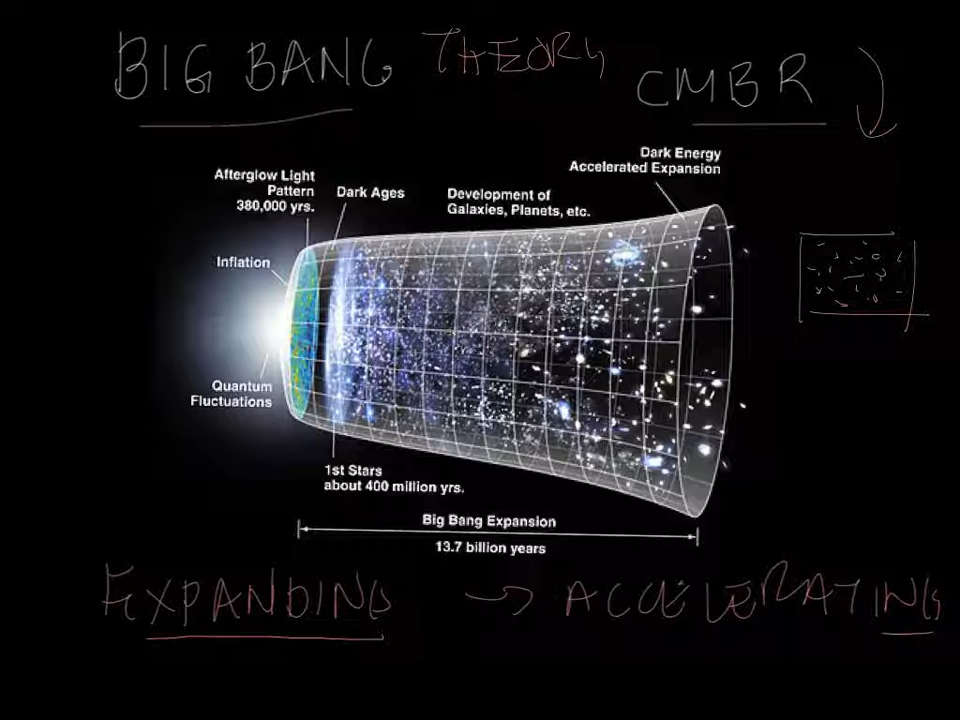 BIG BANG THEORY
CMBR
Dark Energy
Accelerated Expansion
Afterglow Light
Pattern
380,000 yrs.
Dark Ages
Development of
Galaxies, Planets, etc.
Inflation
Quantum
Fluctuations
1st Stars
about 400 million yrs.
Big Bang Expansion
13.7 billion years
EXPANDING → ACCELERATING